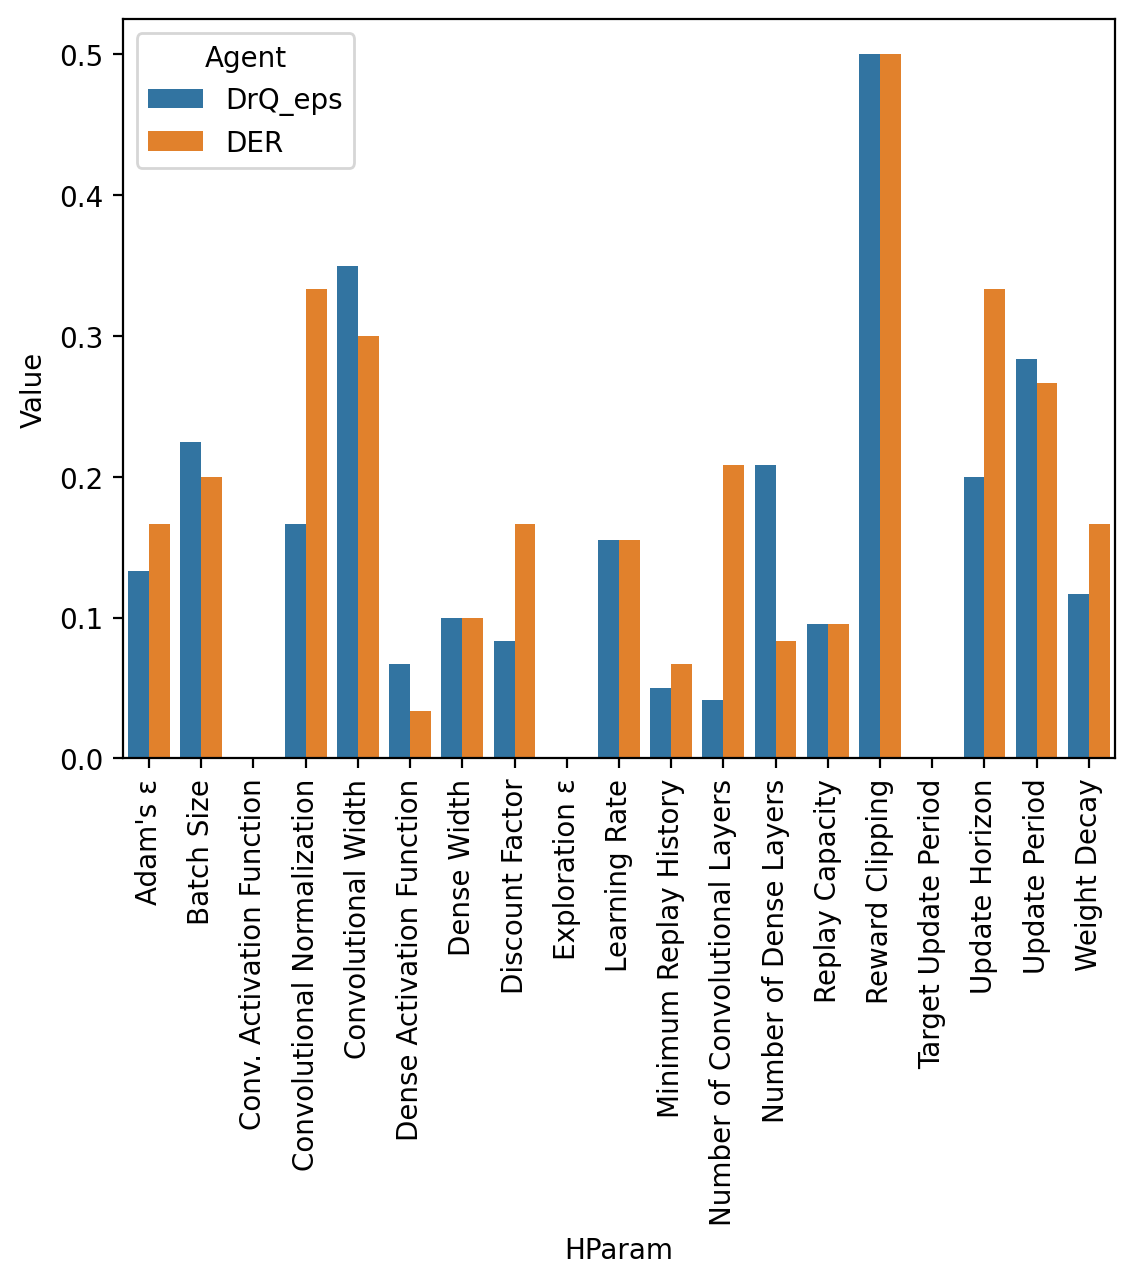 Agent
DrQ_eps
DER
0.5
0.4
0.3
0.2
0.1
0.0
Value
Adam's ε
Batch Size
Conv. Activation Function
Convolutional Normalization
Convolutional Width
Dense Activation Function
Dense Width
Discount Factor
Exploration ε
Learning Rate
Minimum Replay History
Number of Convolutional Layers
Number of Dense Layers
Replay Capacity
Reward Clipping
Target Update Period
Update Horizon
Update Period
Weight Decay
HParam